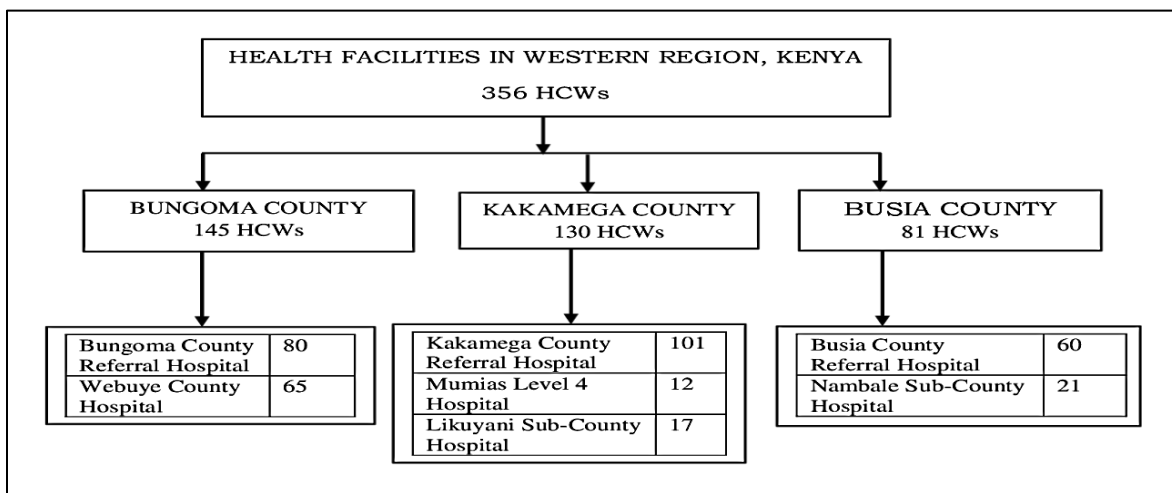 HEALTH FACILITIES IN WESTERN REGION, KENYA
356 HCWs
BUNGOMA COUNTY
145 HCWs
KAKAMEGA COUNTY
130 HCWs
BUSIA COUNTY
81 HCWs
Bungoma County 80
Referral Hospital
Webuye County 65
Hospital
Kakamega County 101
Referral Hospital
Mumias Level 4 12
Hospital
Likuyani Sub-County 17
Hospital
Busia County 60
Referral Hospital
Nambale Sub-County 21
Hospital